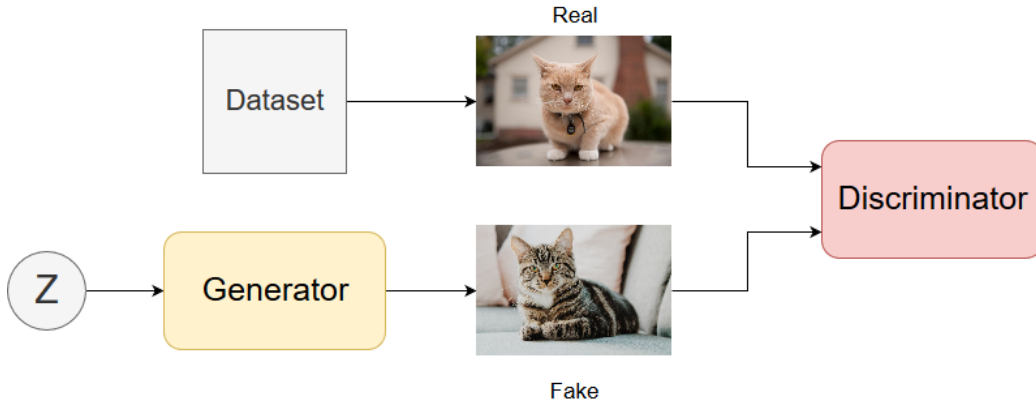 Real
Dataset
Discriminator
Z
Generator
Fake